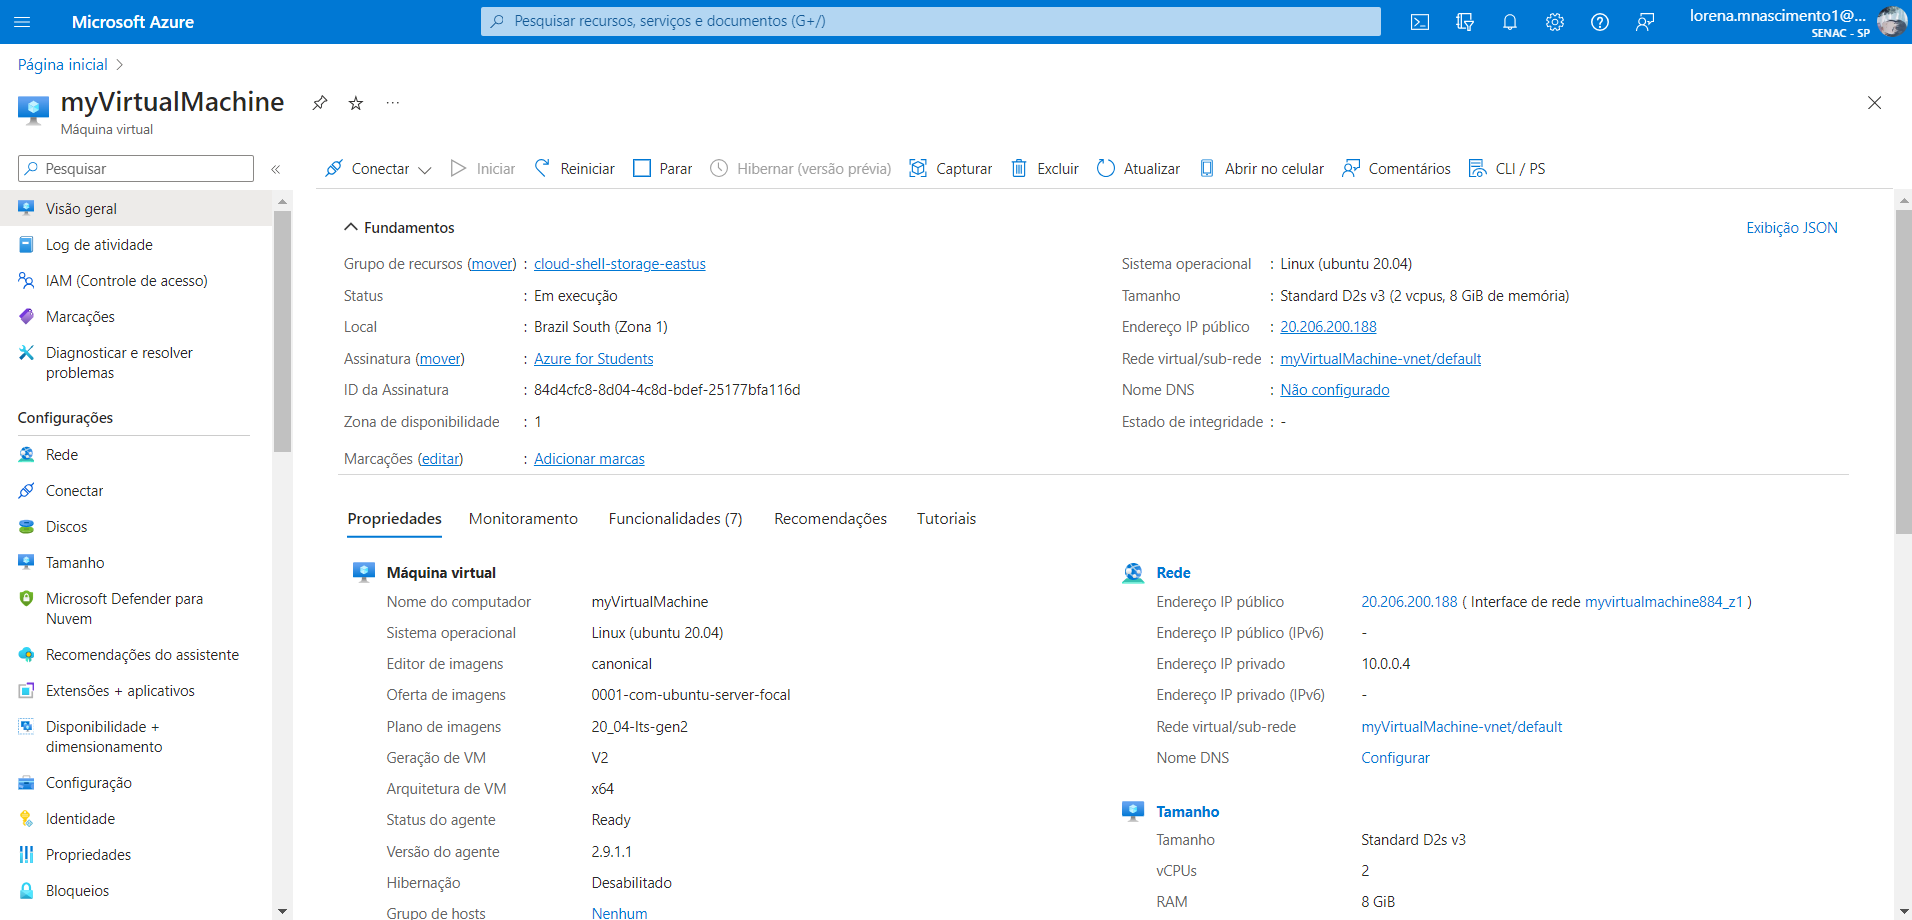 Microsoft Azure
Pesquisar recursos, serviços e documentos (G+/)
lorena.mnascimento1@...
SENAC - SP
Página inicial
myVirtualMachine
Máquina virtual
Pesquisar
Conectar
Iniciar
Reiniciar
Parar
Hibernar (versão prévia)
Capturar
Excluir
Atualizar
Abrir no celular
Comentários
CLI / PS
Visão geral
Log de atividade
IAM (Controle de acesso)
Marcações
Diagnosticar e resolver
problemas
Configurações
Rede
Conectar
Discos
Tamanho
Microsoft Defender para
Nuvem
Recomendações do assistente
Extensões + aplicativos
Disponibilidade +
dimensionamento
Configuração
Identidade
Propriedades
Bloqueios
Fundamentos
Exibição JSON
Grupo de recursos (mover) : cloud-shell-storage-eastus
Status : Em execução
Local : Brazil South (Zona 1)
Assinatura (mover) : Azure for Students
ID da Assinatura : 84d4cfc8-8d04-4c8d-bdef-25177bfa116d
Zona de disponibilidade : 1
Marcações (editar) : Adicionar marcas
Sistema operacional : Linux (ubuntu 20.04)
Tamanho : Standard D2s v3 (2 vcpus, 8 GiB de memória)
Endereço IP público : 20.206.200.188
Rede virtual/sub-rede : myVirtualMachine-vnet/default
Nome DNS : Não configurado
Estado de integridade : -
Propriedades
Monitoramento
Funcionalidades (7)
Recomendações
Tutoriais
Máquina virtual
Nome do computador myVirtualMachine
Sistema operacional Linux (ubuntu 20.04)
Editor de imagens canonical
Oferta de imagens 0001-com-ubuntu-server-focal
Plano de imagens 20_04-lts-gen2
Geração de VM V2
Arquitetura de VM x64
Status do agente Ready
Versão do agente 2.9.1.1
Hibernação Desabilitado
Grupo de hosts Nenhum
Rede
Endereço IP público 20.206.200.188 ( Interface de rede myvirtualmachine884_z1 )
Endereço IP público (IPv6) -
Endereço IP privado 10.0.0.4
Endereço IP privado (IPv6) -
Rede virtual/sub-rede myVirtualMachine-vnet/default
Nome DNS Configurar
Tamanho
Tamanho Standard D2s v3
vCPUs 2
RAM 8 GiB